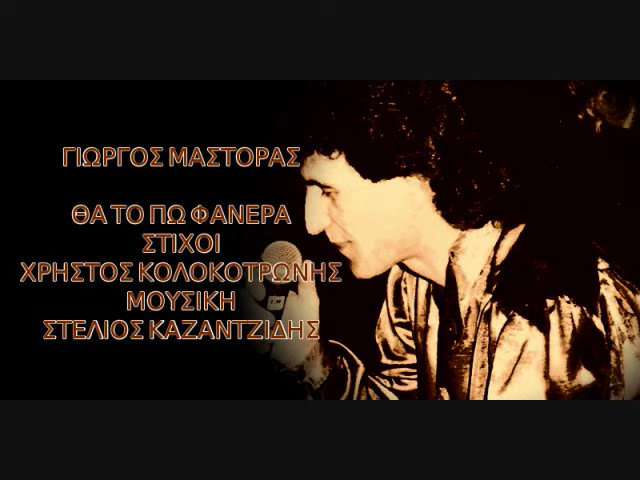 ΓΙΩΡΓΟΣ ΜΑΣΤΟΡΑΣ
ΘΑ ΤΟ ΠΩ ΦΑΝΕΡΑ
ΣΤΙΧΟΙ
ΧΡΗΣΤΟΣ ΚΟΛΟΚΟΤΡΩΝΗΣ
ΜΟΥΣΙΚΗ
ΣΤΕΛΙΟΣ ΚΑΖΑΝΤΖΙΔΗΣ